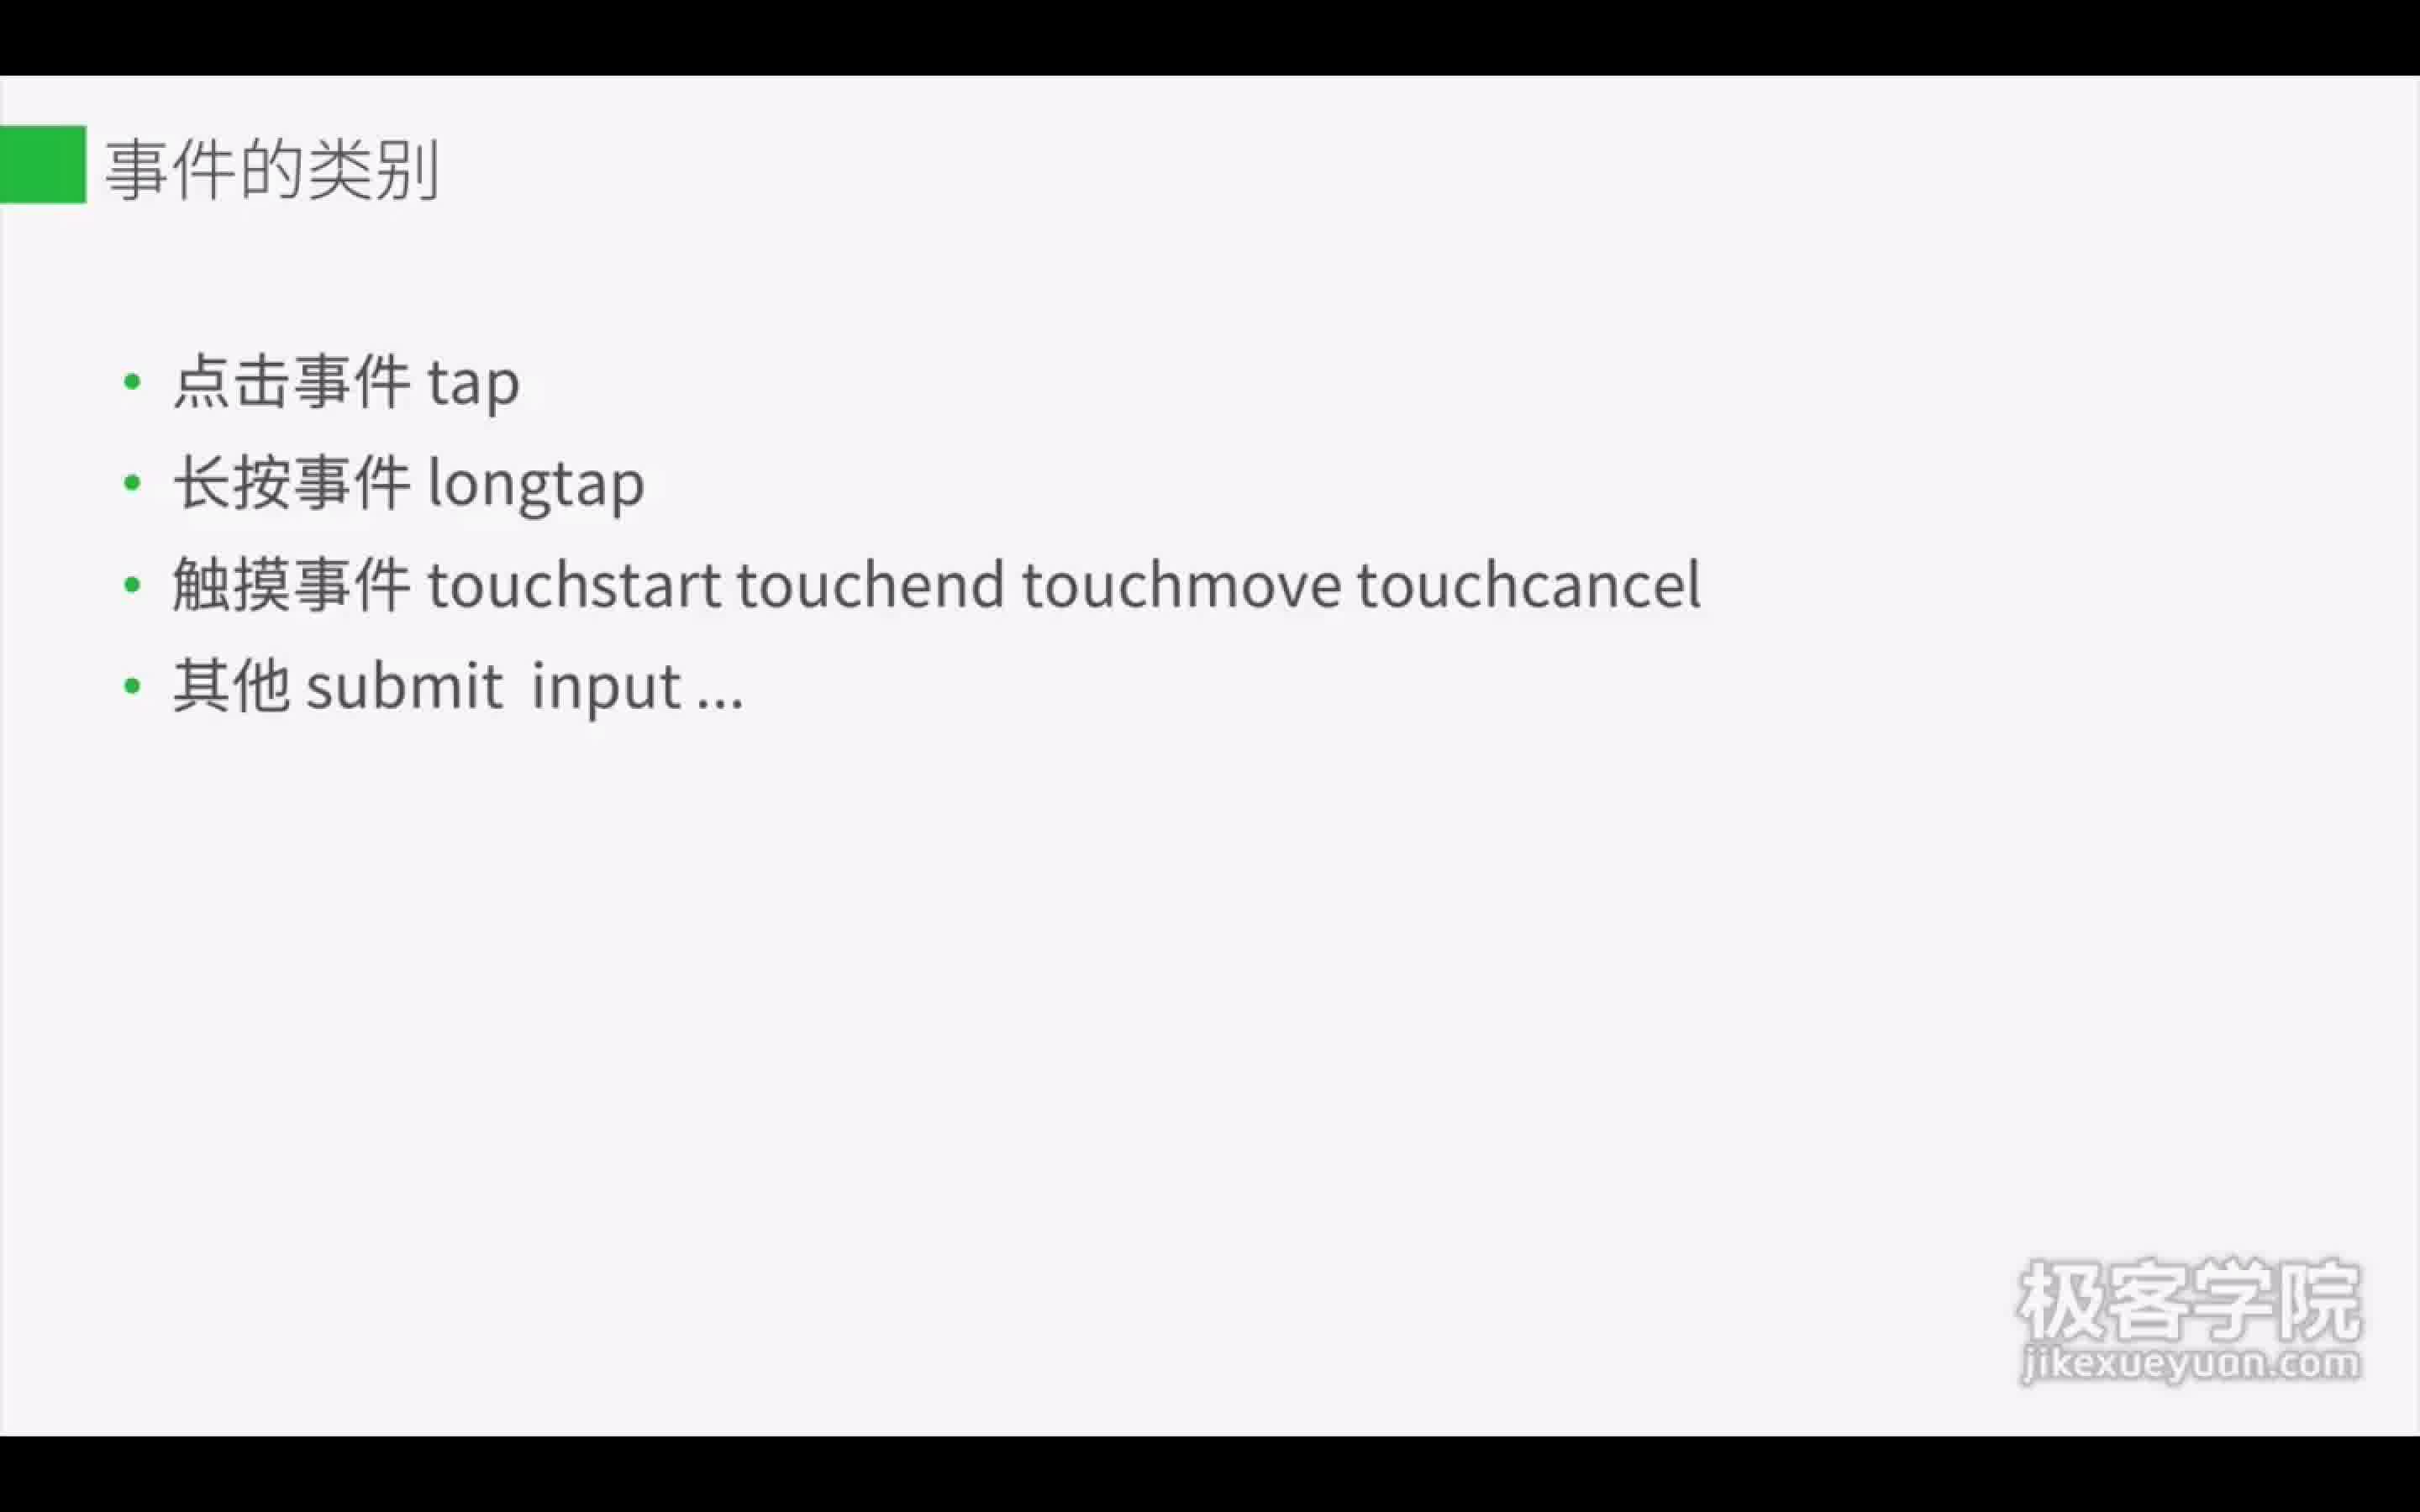 事件的类别
点击事件 tap
长按事件 longtap
触摸事件 touchstart touchend touchmove touchcancel
其他 submit  input ...
极客学院
jikexueyuan.com